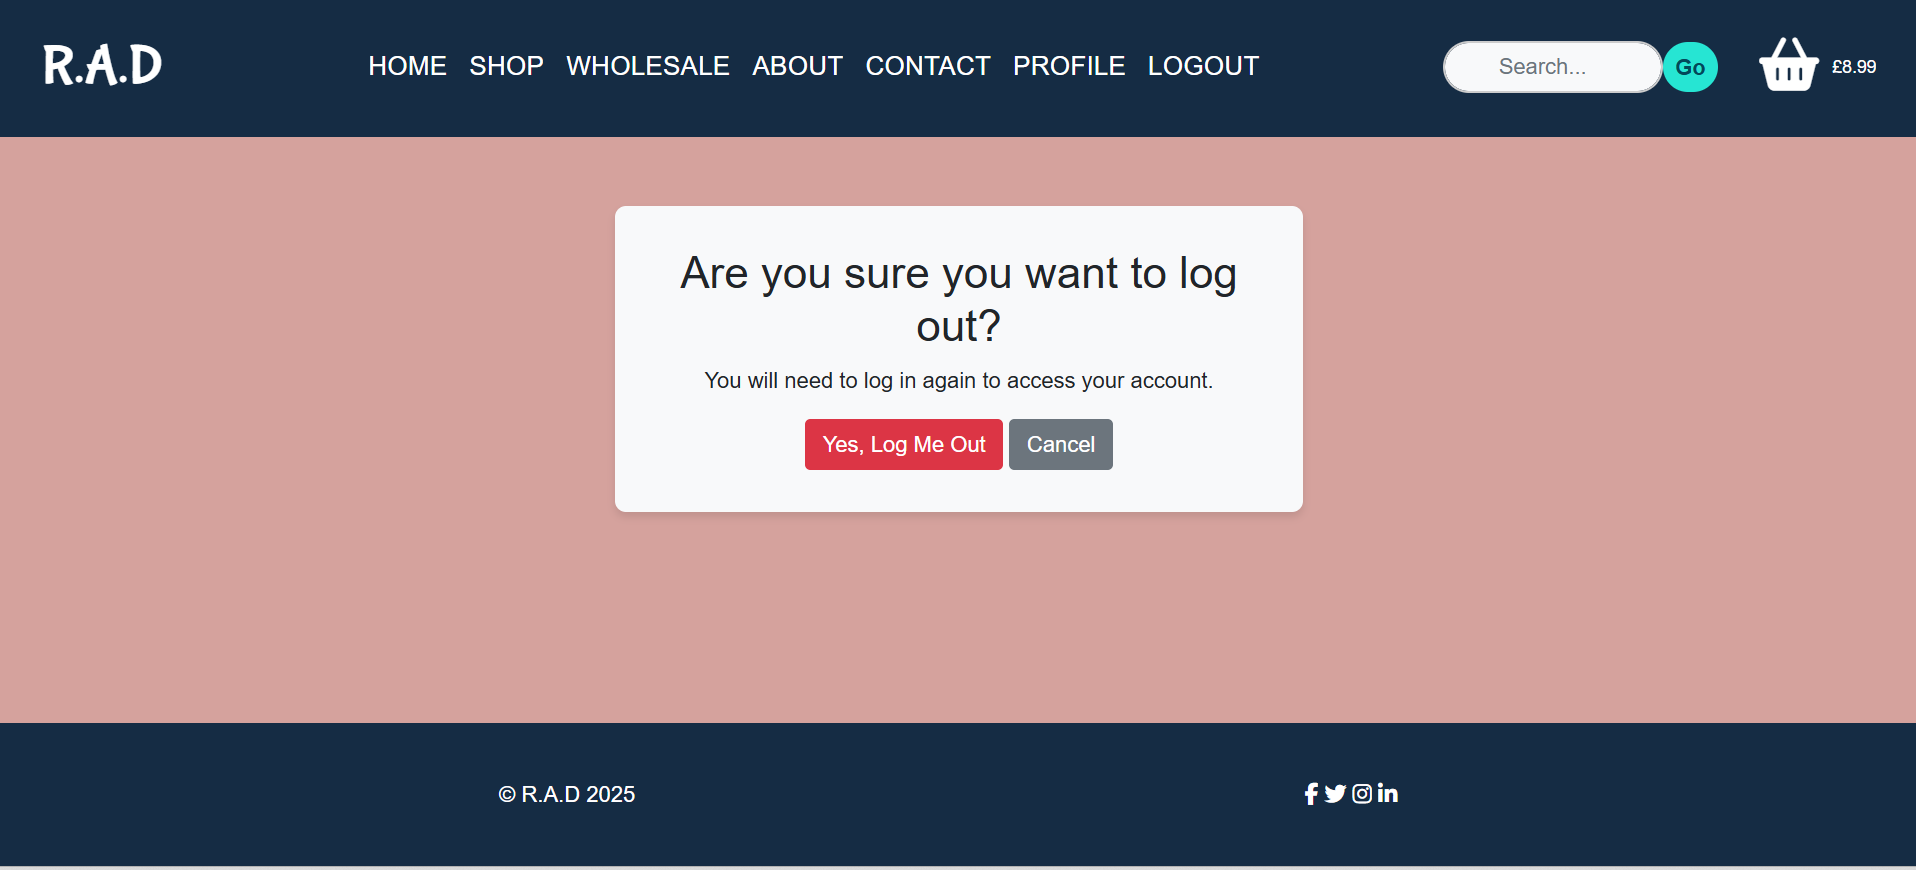 R.A.D
HOME SHOP WHOLESALE ABOUT CONTACT PROFILE LOGOUT
Search... Go £8.99
Are you sure you want to log
out?
You will need to log in again to access your account.
Yes, Log Me Out Cancel
© R.A.D 2025